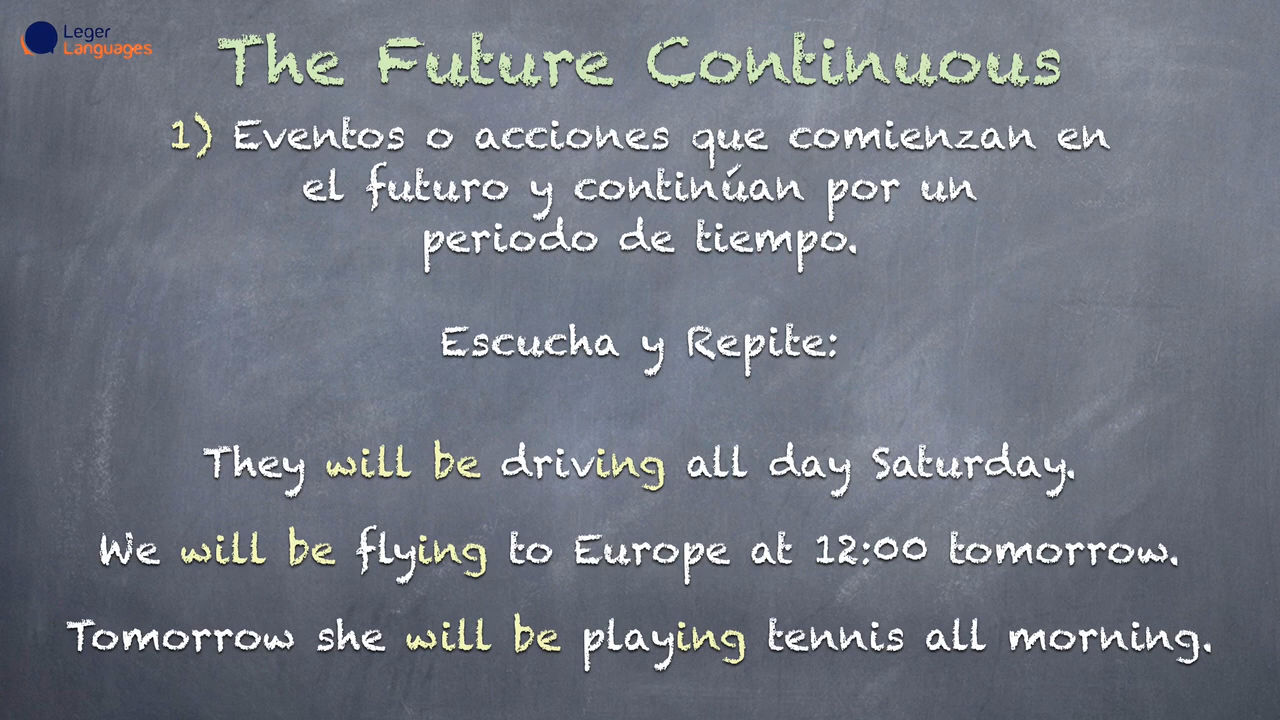 Leger
Languages
The Future Continuous
1) Eventos o acciones que comienzan en
el futuro y continúan por un
periodo de tiempo.
Escucha y Repite:
They will be driving all day Saturday.
We will be flying to Europe at 12:00 tomorrow.
Tomorrow she will be playing tennis all morning.